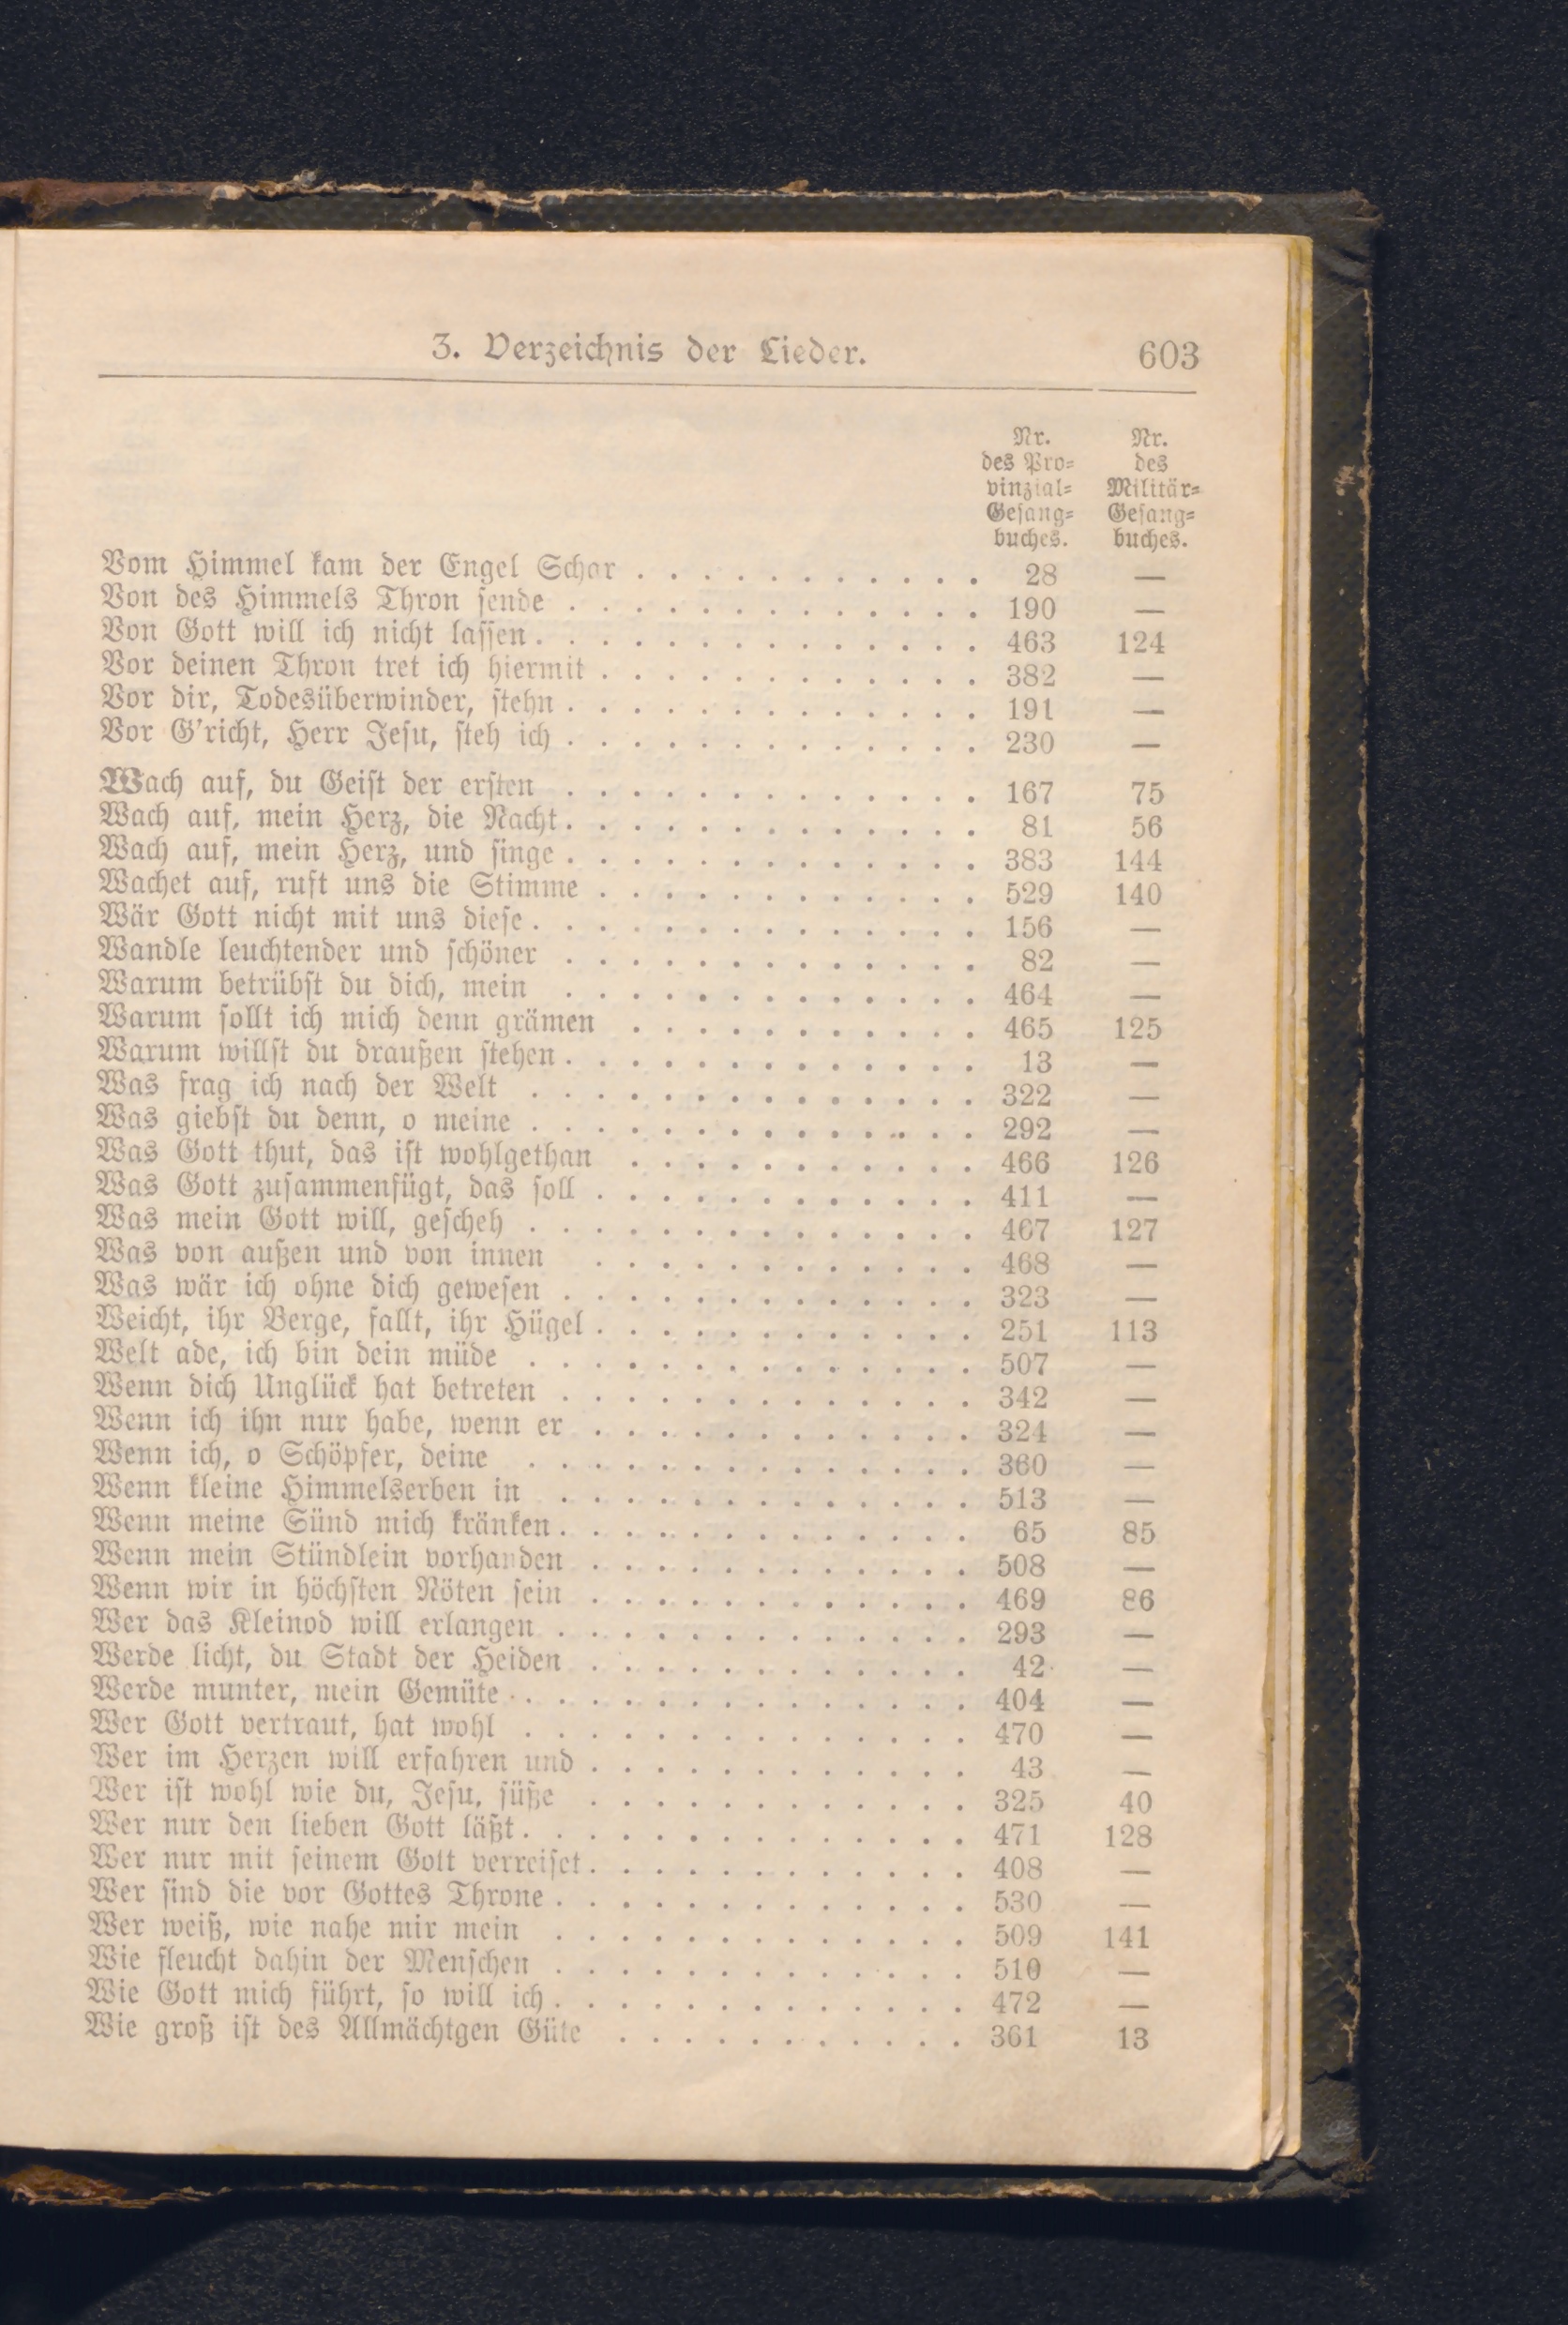 3. Verzeichnis der Lieder. 603
Nr. Nr.
des Pro- des
vinzial- Militär-
Gesang- Gesang-
buches. buches.
Vom Himmel kam der Engel Schar . . . . . . . . . . . 28 —
Von des Himmels Thron sende . . . . . . . . . . . . . 190 —
Von Gott will ich nicht lassen . . . . . . . . . . . . . . 463 124
Vor deinen Thron tret ich hiermit . . . . . . . . . . . . 382 —
Vor dir, Todesüberwinder, stehn . . . . . . . . . . . . . 191 —
Vor G'richt, Herr Jesu, steh ich . . . . . . . . . . . . . 230 —
Wach auf, du Geist der ersten . . . . . . . . . . . . . 167 75
Wach auf, mein Herz, die Nacht . . . . . . . . . . . . . 81 56
Wach auf, mein Herz, und singe . . . . . . . . . . . . . 383 144
Wachet auf, ruft uns die Stimme . . . . . . . . . . . . 529 140
Wär Gott nicht mit uns diese . . . . . . . . . . . . . . 156 —
Wandle leuchtender und schöner . . . . . . . . . . . . . 82 —
Warum betrübst du dich, mein . . . . . . . . . . . . . 464 —
Warum sollt ich mich denn grämen . . . . . . . . . . . 465 125
Warum willst du draußen stehen . . . . . . . . . . . . . 13 —
Was frag ich nach der Welt . . . . . . . . . . . . . . 322 —
Was giebst du denn, o meine . . . . . . . . . . . . . . 292 —
Was Gott thut, das ist wohlgethan . . . . . . . . . . . 466 126
Was Gott zusammenfügt, das soll . . . . . . . . . . . . 411 —
Was mein Gott will, gescheh . . . . . . . . . . . . . . 467 127
Was von außen und von innen . . . . . . . . . . . . 468 —
Was wär ich ohne dich gewesen . . . . . . . . . . . . . 323 —
Weicht, ihr Berge, fallt, ihr Hügel . . . . . . . . . . . . 251 113
Welt ade, ich bin dein müde . . . . . . . . . . . . . . 507 —
Wenn dich Unglück hat betreten . . . . . . . . . . . . . 342 —
Wenn ich ihn nur habe, wenn er . . . . . . . . . . . . 324 —
Wenn ich, o Schöpfer, deine . . . . . . . . . . . . . . 360 —
Wenn kleine Himmelserben in . . . . . . . . . . . . . 513 —
Wenn meine Sünd mich kränken . . . . . . . . . . . . . 65 85
Wenn mein Stündlein vorhanden . . . . . . . . . . . . 508 —
Wenn wir in höchsten Nöten sein . . . . . . . . . . . . 469 86
Wer das Kleinod will erlangen . . . . . . . . . . . . . 293 —
Werde licht, du Stadt der Heiden . . . . . . . . . . . . 42 —
Werde munter, mein Gemüte . . . . . . . . . . . . . . 404 —
Wer Gott vertraut, hat wohl . . . . . . . . . . . . . . 470 —
Wer im Herzen will erfahren und . . . . . . . . . . . . 43 —
Wer ist wohl wie du, Jesu, süße . . . . . . . . . . . . 325 40
Wer nur den lieben Gott läßt . . . . . . . . . . . . . . 471 128
Wer nur mit seinem Gott verreiset . . . . . . . . . . . . 408 —
Wer sind die vor Gottes Throne . . . . . . . . . . . . . 530 —
Wer weiß, wie nahe mir mein . . . . . . . . . . . . . 509 141
Wie fleucht dahin der Menschen . . . . . . . . . . . . . 510 —
Wie Gott mich führt, so will ich . . . . . . . . . . . . . 472 —
Wie groß ist des Allmächtgen Güte . . . . . . . . . . . 361 13